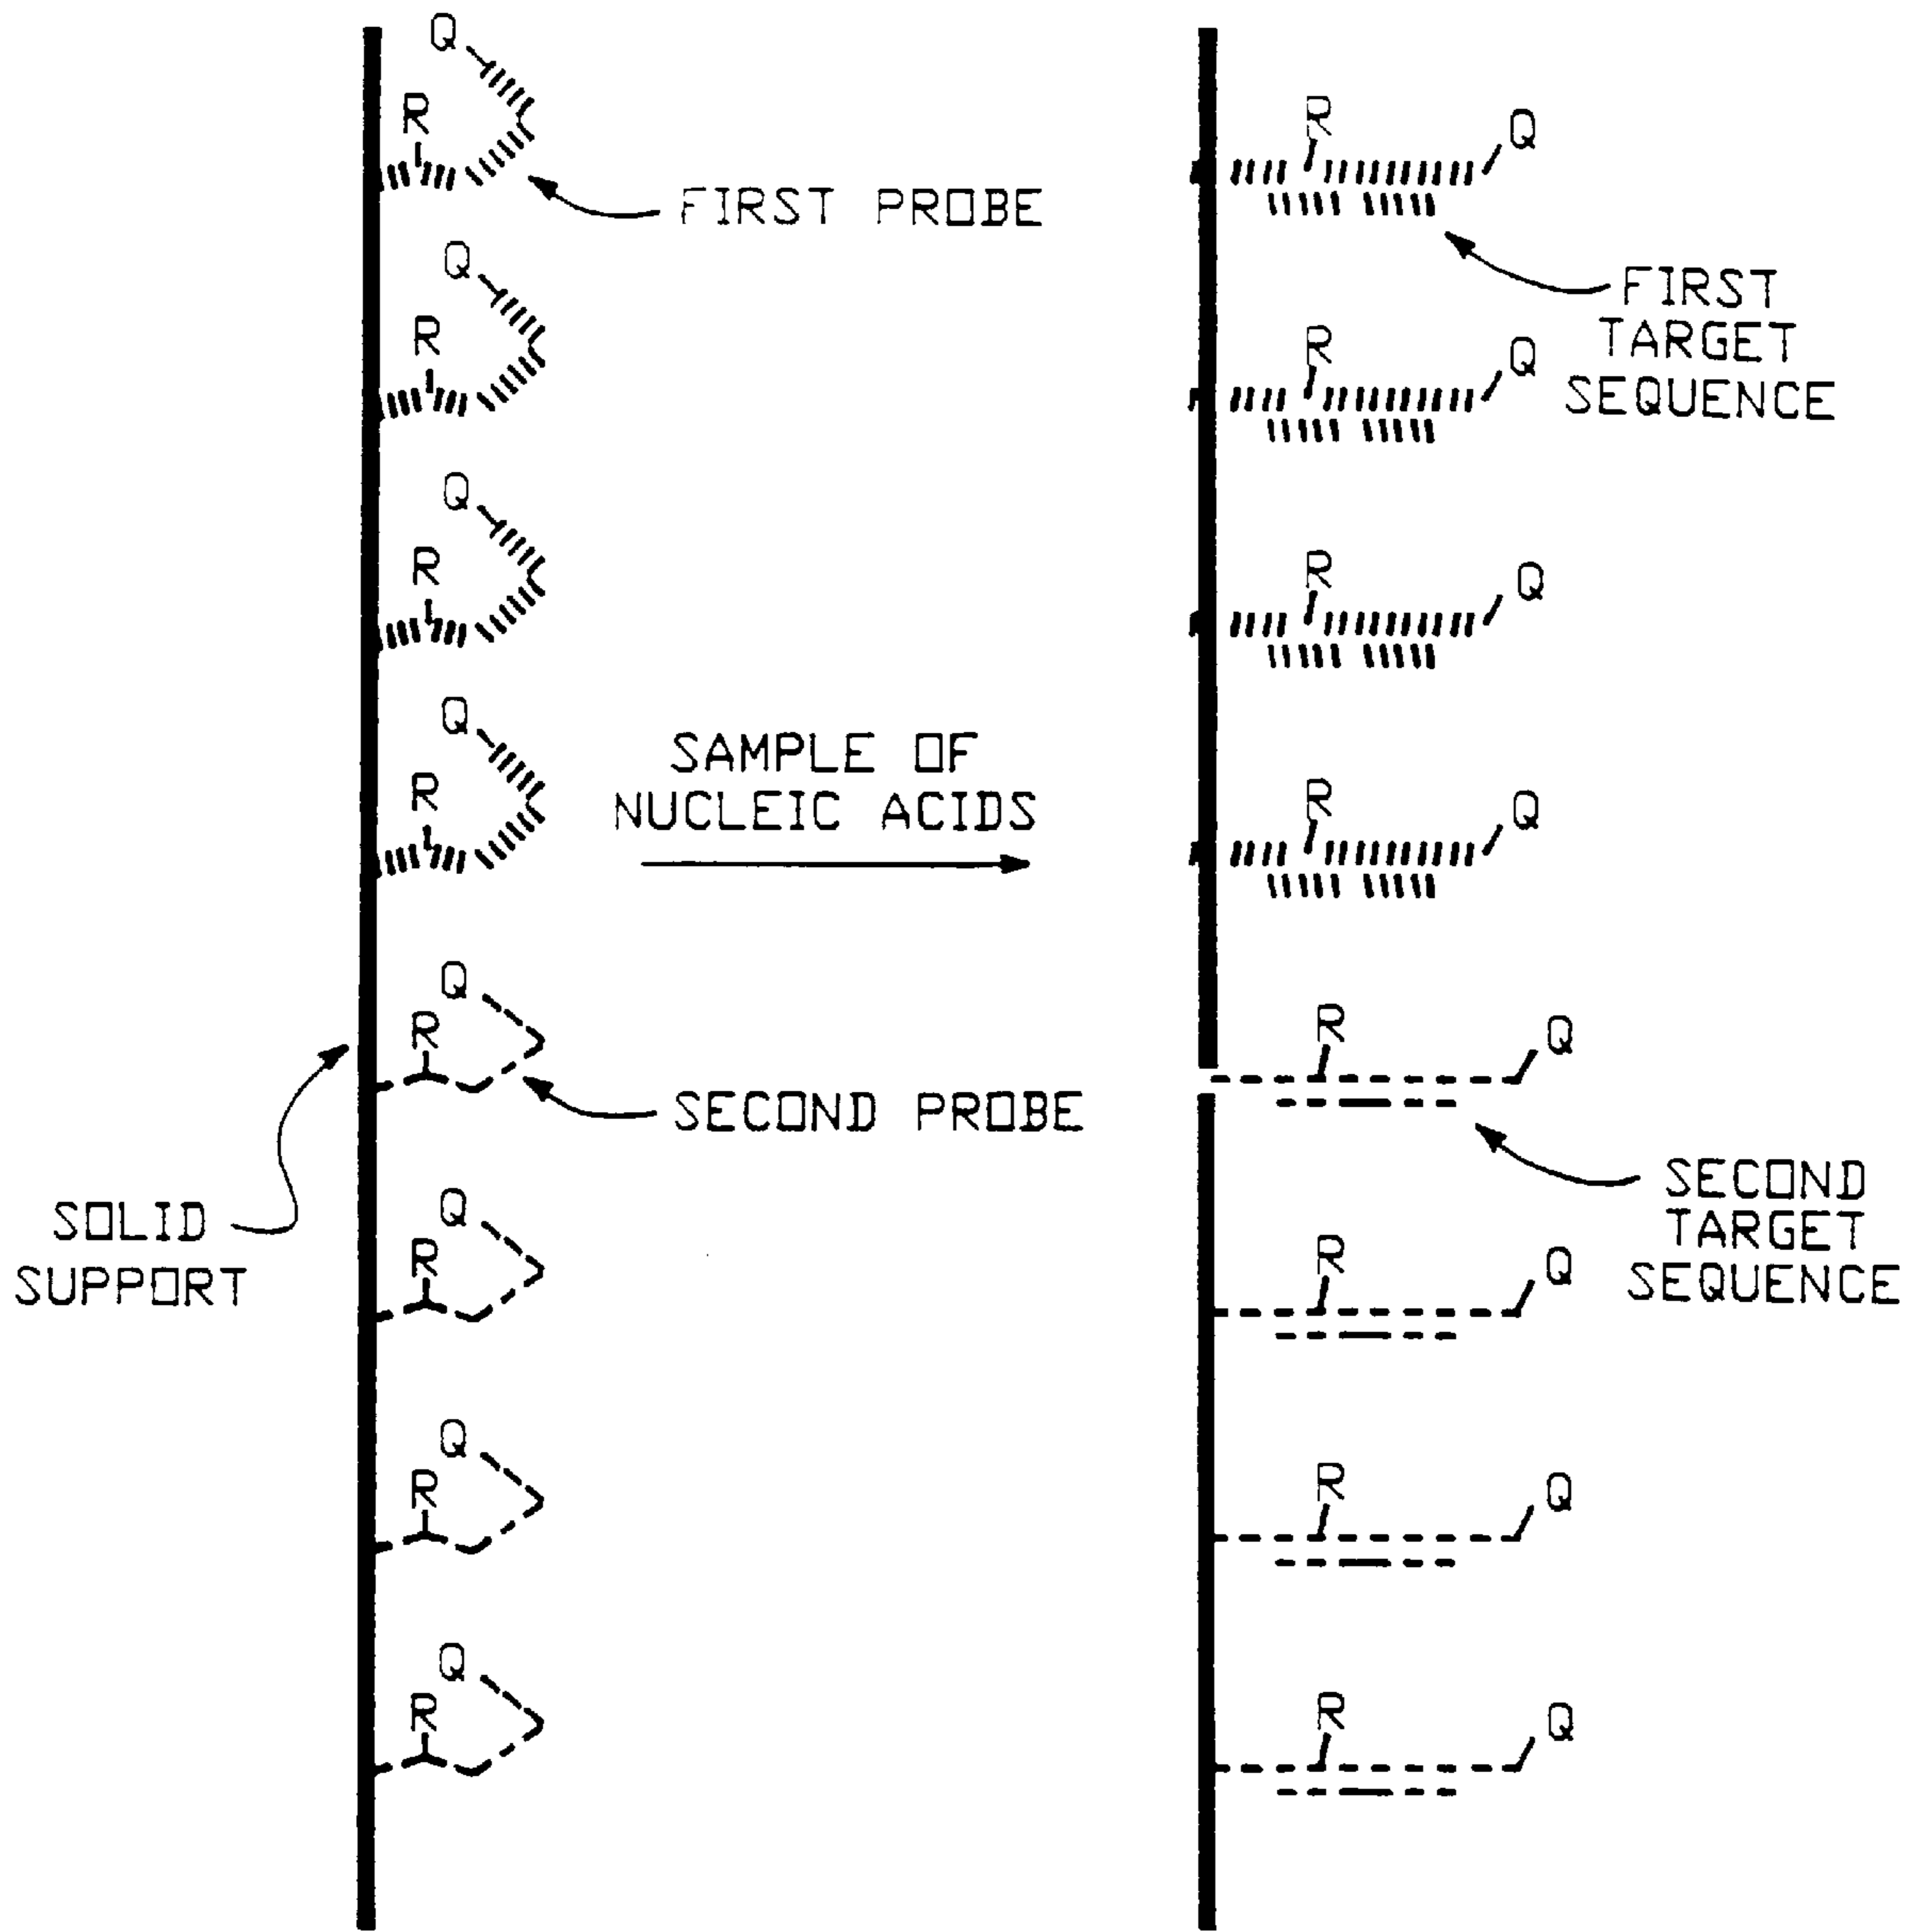 Q
R
R
Q
FIRST PROBE
Q
FIRST
TARGET
SEQUENCE
R
R
Q
Q
R
R
Q
Q
SAMPLE OF
NUCLEIC ACIDS
R
R
Q
Q
R
R
Q
SECOND PROBE
SECOND
TARGET
SEQUENCE
SOLID
SUPPORT
Q
R
R
Q
Q
R
R
Q
Q
R
R
Q